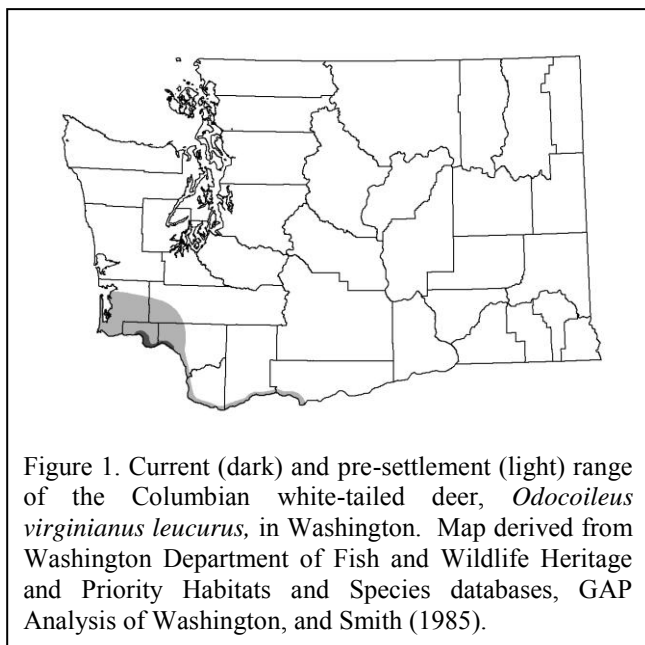 Figure 1. Current (dark) and pre-settlement (light) range
of the Columbian white-tailed deer, Odocoileus
virginianus leucurus, in Washington. Map derived from
Washington Department of Fish and Wildlife Heritage
and Priority Habitats and Species databases, GAP
Analysis of Washington, and Smith (1985).